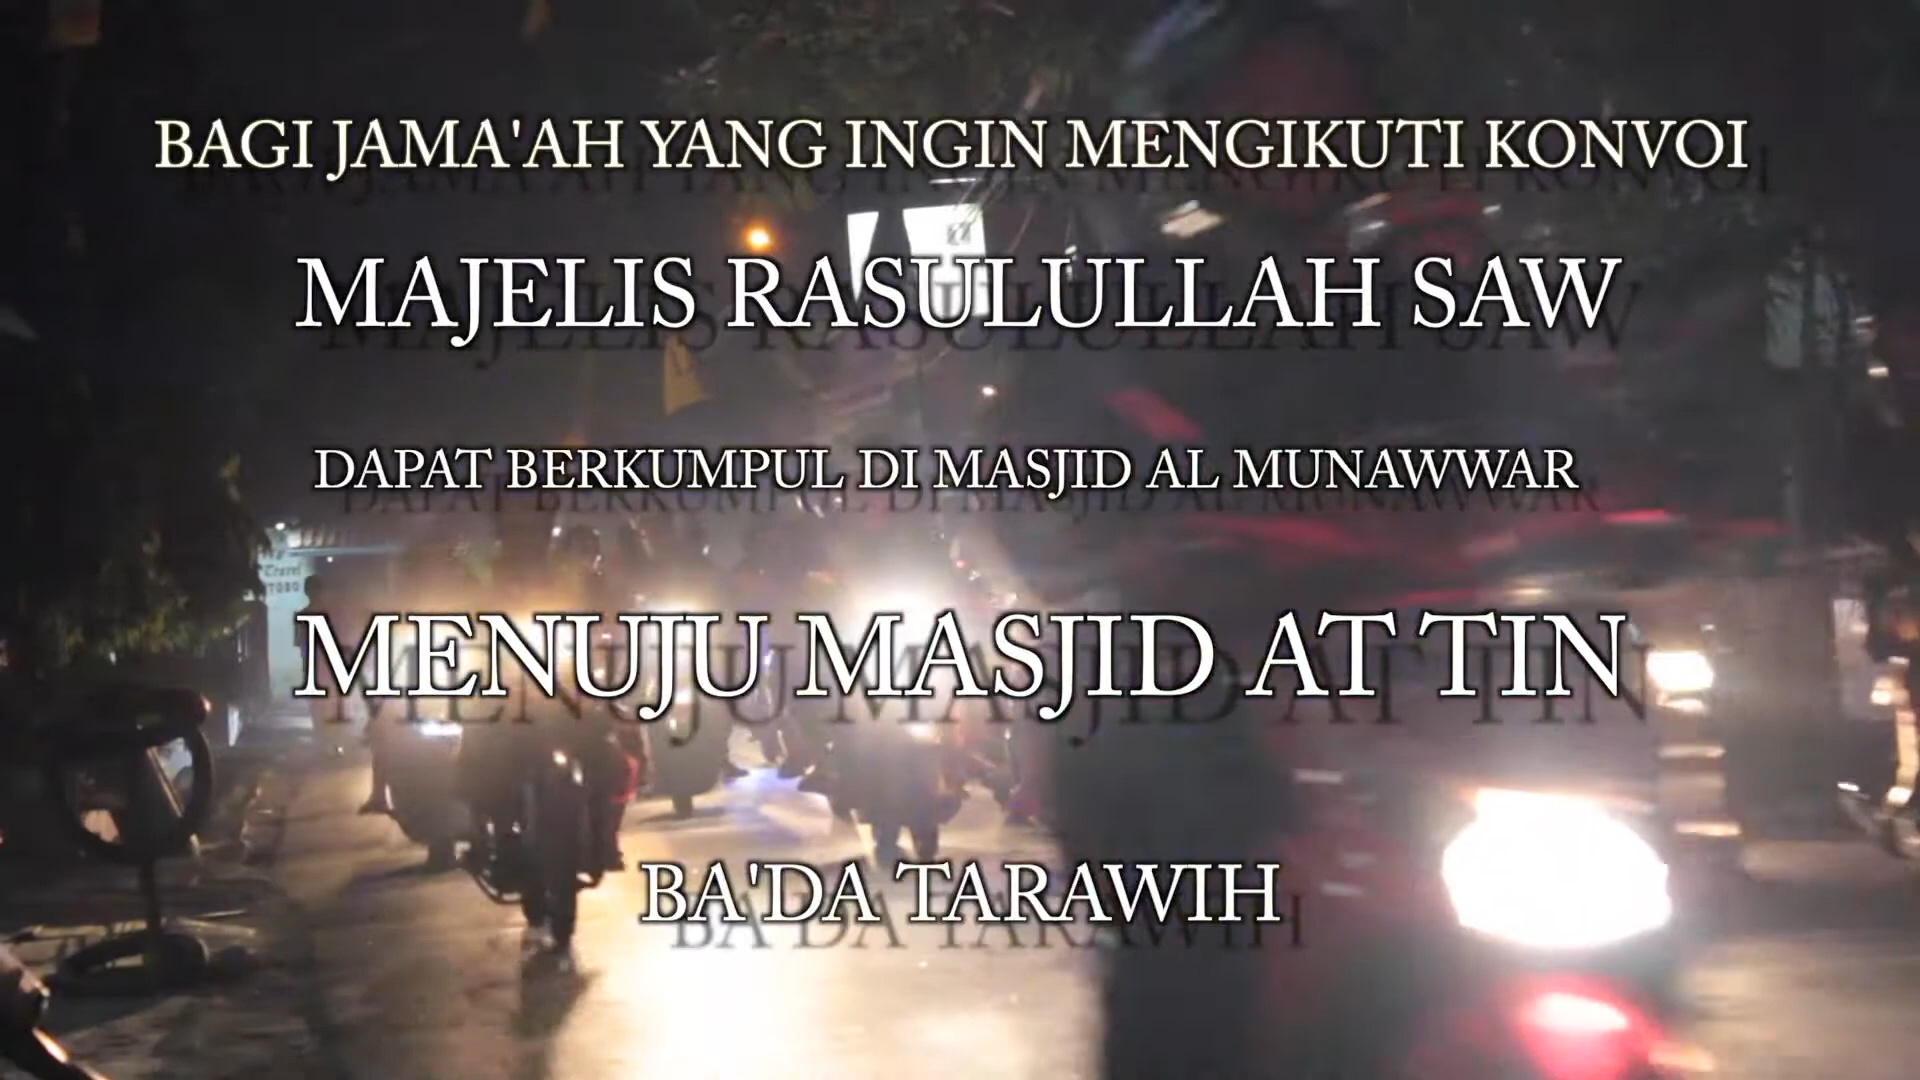 BAGI JAMA'AH YANG INGIN MENGIKUTI KONVOI
MAJELIS RASULULLAH SAW
DAPAT BERKUMPUL DI MASJID AL MUNAWWAR
Travel
MENUJU MASJID AT TIN
BA'DA TARAWIH